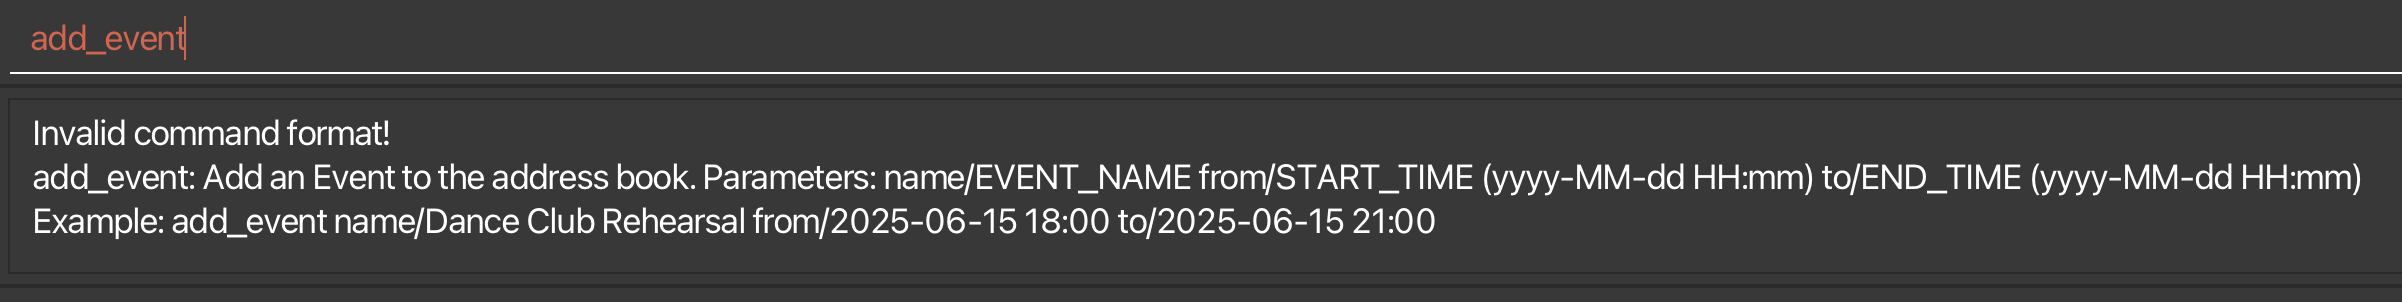 add_event
Invalid command format!
add_event: Add an Event to the address book. Parameters: name/EVENT_NAME from/START_TIME (yyyy-MM-dd HH:mm) to/END_TIME (yyyy-MM-dd HH:mm)
Example: add_event name/Dance Club Rehearsal from/2025-06-15 18:00 to/2025-06-15 21:00